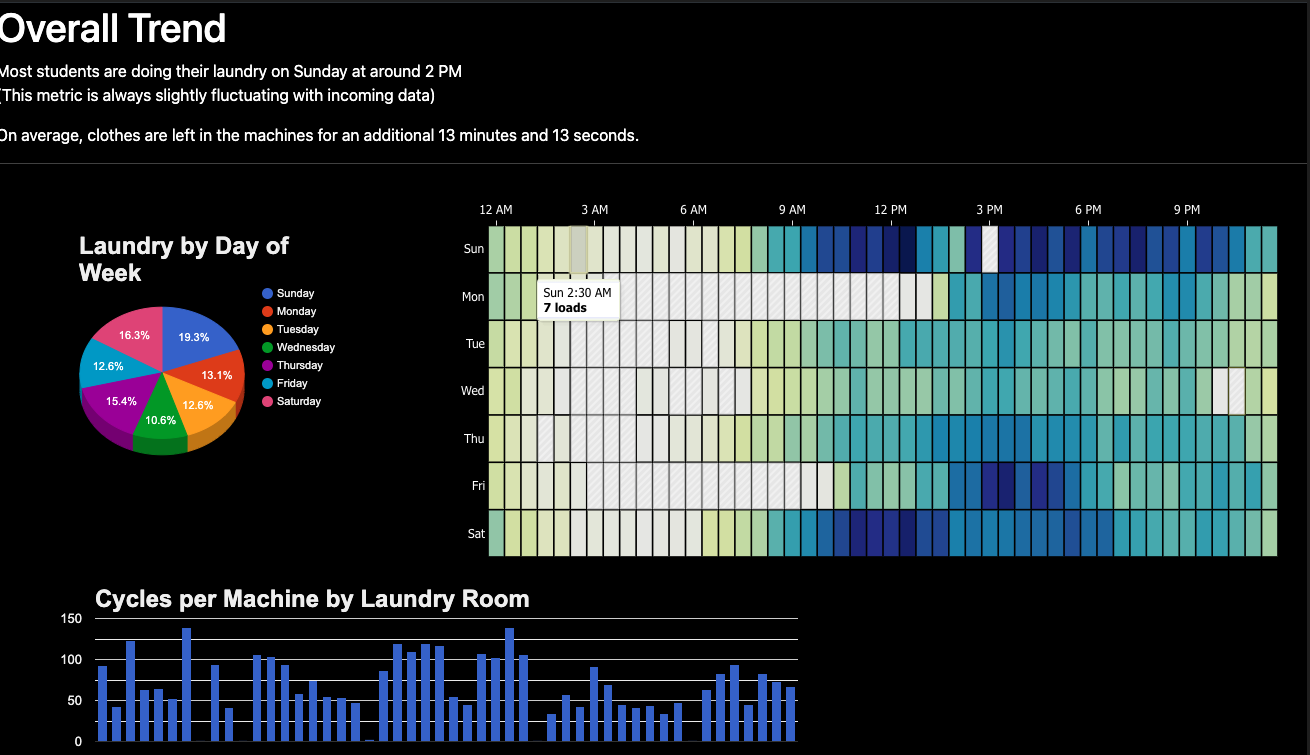 Overall Trend
Most students are doing their laundry on Sunday at around 2 PM
(This metric is always slightly fluctuating with incoming data)
On average, clothes are left in the machines for an additional 13 minutes and 13 seconds.
12 AM 3 AM 6 AM 9 AM 12 PM 3 PM 6 PM 9 PM
Laundry by Day of
Week
Sunday
Monday
Tuesday
Wednesday
Thursday
Friday
Saturday
16.3% 19.3%
12.6% 13.1%
15.4% 12.6%
10.6%
Sun
Mon
Tue
Wed
Thu
Fri
Sat
Sun 2:30 AM
7 loads
Cycles per Machine by Laundry Room
150
100
50
0